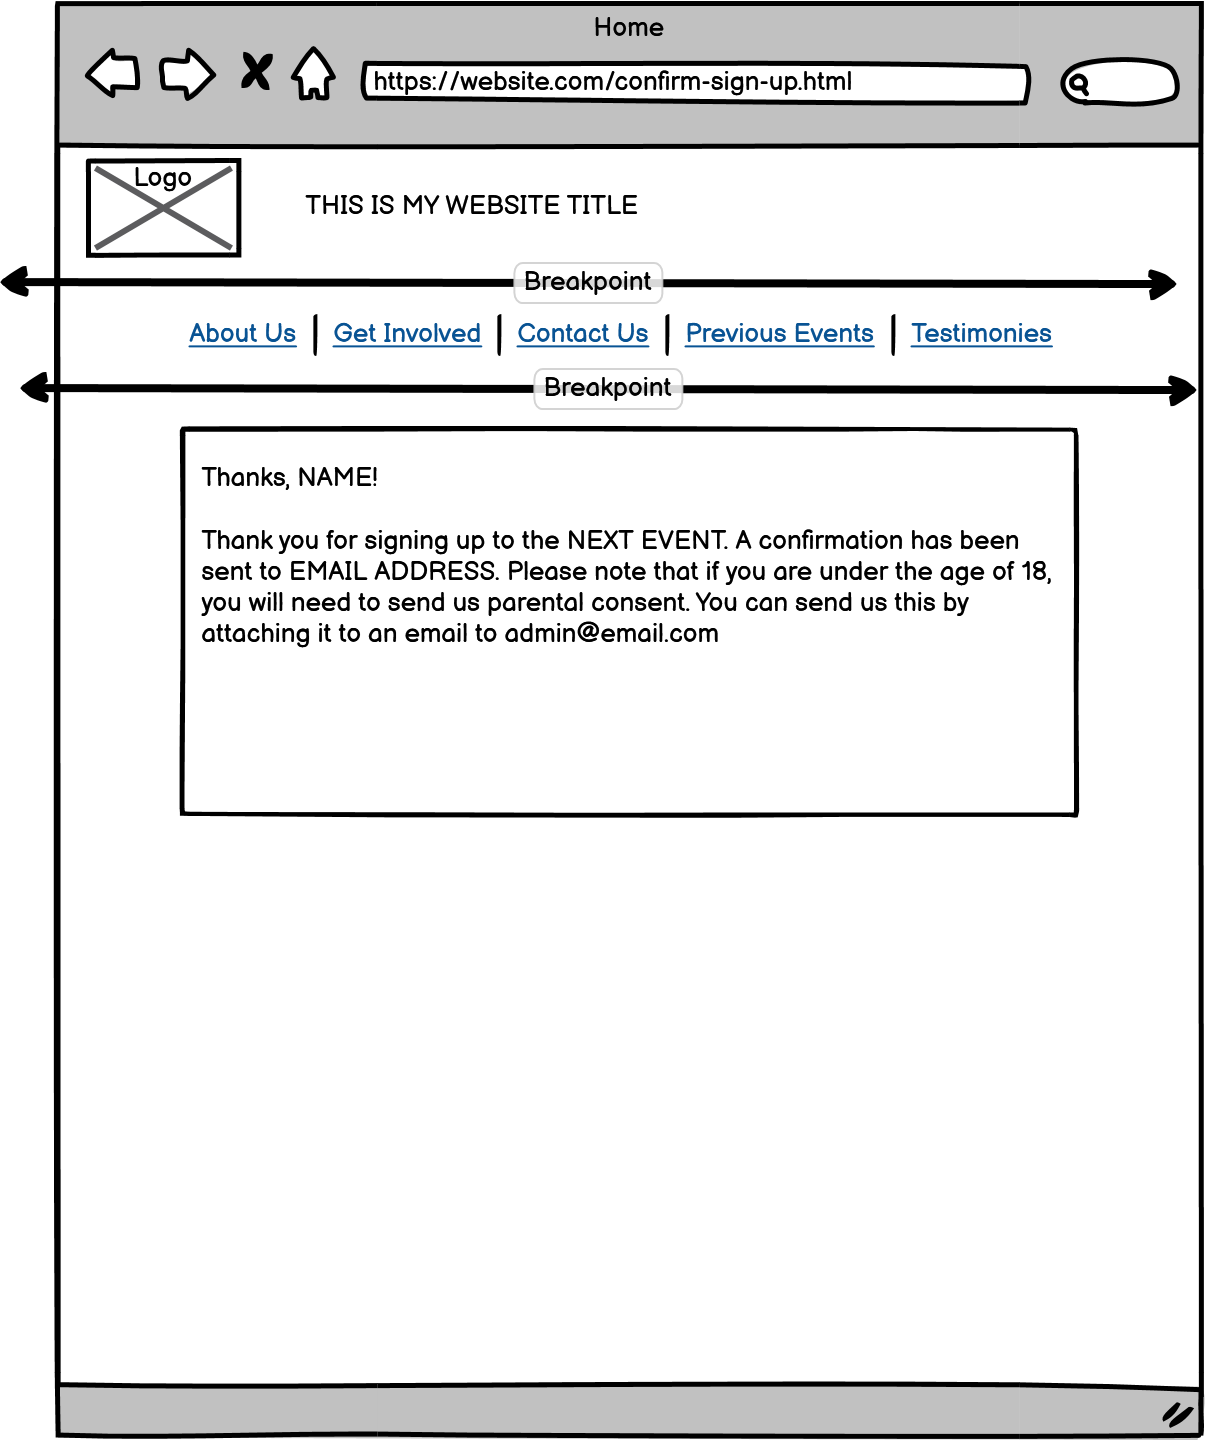 Home
https://website.com/confirm-sign-up.html
Logo
THIS IS MY WEBSITE TITLE
Breakpoint
About Us | Get Involved | Contact Us | Previous Events | Testimonies
Breakpoint
Thanks, NAME!
Thank you for signing up to the NEXT EVENT. A confirmation has been
sent to EMAIL ADDRESS. Please note that if you are under the age of 18,
you will need to send us parental consent. You can send us this by
attaching it to an email to admin@email.com